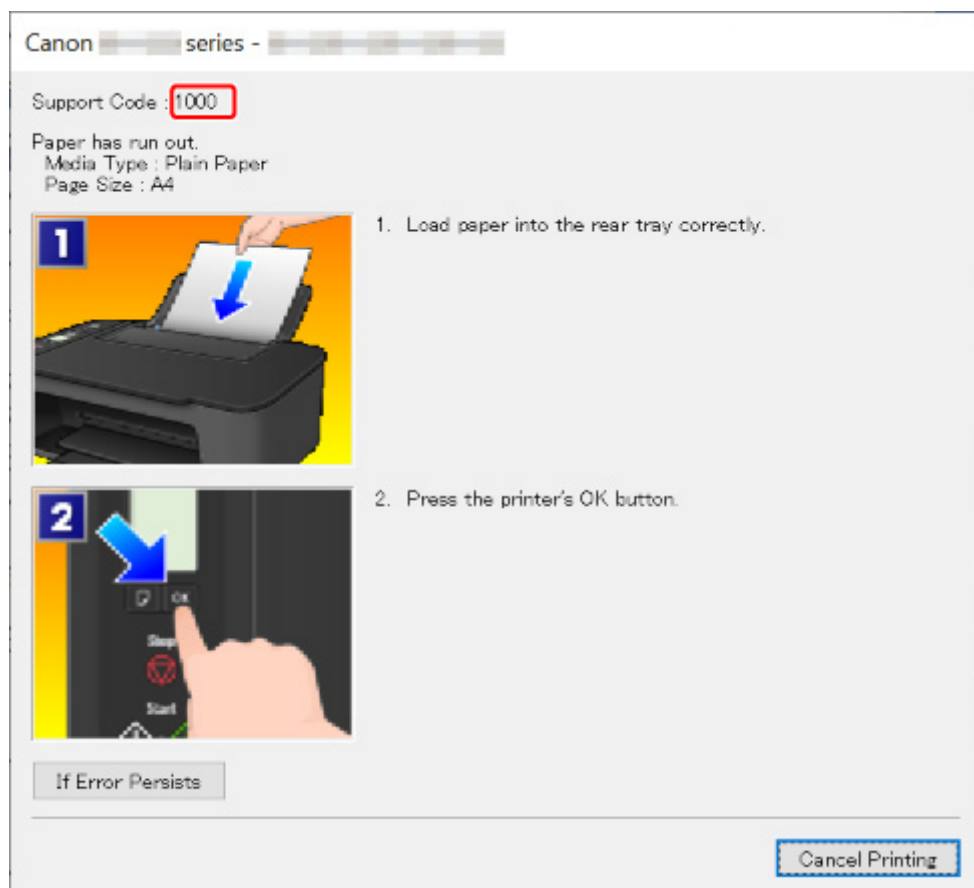 Canon series -
Support Code : 1000
Paper has run out.
Media Type : Plain Paper
Page Size : A4
1
1. Load paper into the rear tray correctly.
2
2. Press the printer's OK button.
OK
Stop
Start
If Error Persists
Cancel Printing